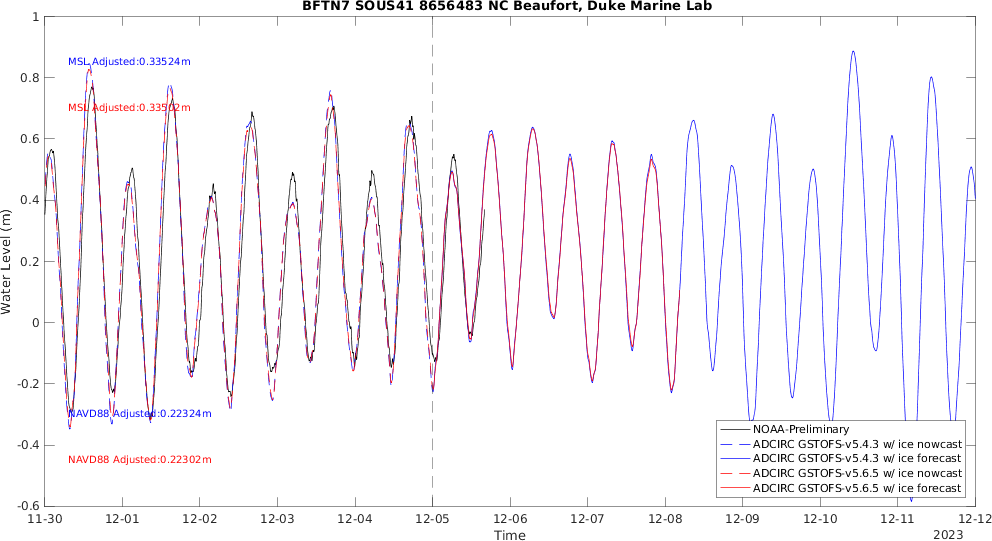 BFTN7 SOUS41 8656483 NC Beaufort, Duke Marine Lab
1
0.8
0.6
0.4
0.2
0
-0.2
-0.4
-0.6
Water Level (m)
MSL Adjusted:0.33524m
MSL Adjusted:0.33502m
NAVD88 Adjusted:0.22324m
NAVD88 Adjusted:0.22302m
NOAA-Preliminary
ADCIRC GSTOFS-v5.4.3 w/ ice nowcast
ADCIRC GSTOFS-v5.4.3 w/ ice forecast
ADCIRC GSTOFS-v5.6.5 w/ ice nowcast
ADCIRC GSTOFS-v5.6.5 w/ ice forecast
11-30 12-01 12-02 12-03 12-04 12-05 12-06 12-07 12-08 12-09 12-10 12-11 12-12
Time
2023